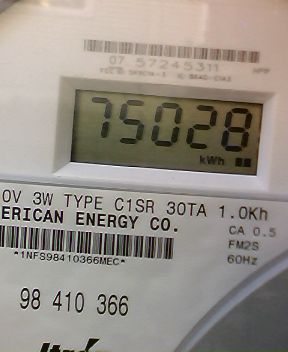 07 57245311
75028
kWh
0V 3W TYPE C1SR 30TA 1.0Kh
ERICAN ENERGY CO.
CA 0.5
FM2S
60Hz
*1NFS98410366MEC*
98 410 366